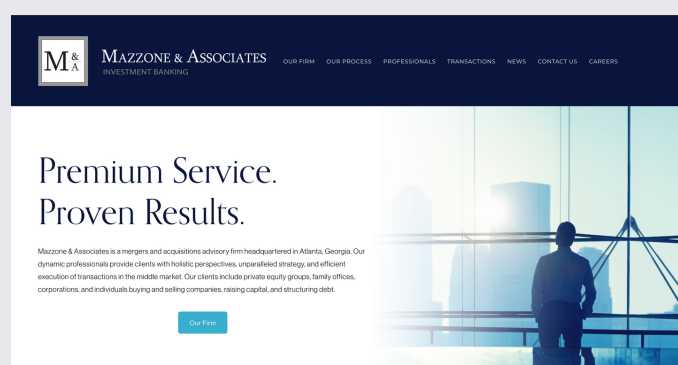 M&A
MAZZONE & ASSOCIATES
INVESTMENT BANKING
OUR FIRM OUR PROCESS PROFESSIONALS TRANSACTIONS NEWS CONTACT US CAREERS
Premium Service.
Proven Results.
Mazzone & Associates is a mergers and acquisitions advisory firm headquartered in Atlanta, Georgia. Our
dynamic professionals provide clients with holistic perspectives, unparalleled strategy, and efficient
execution of transactions in the middle market. Our clients include private equity groups, family offices,
corporations, and individuals buying and selling companies, raising capital, and structuring debt.
Our Firm